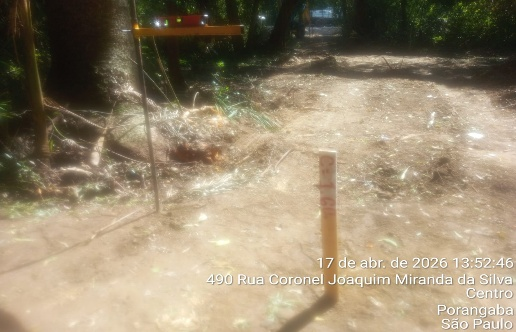 17 de abr. de 2026 13:52:46
490 Rua Coronel Joaquim Miranda da Silva
Centro
Porangaba
São Paulo